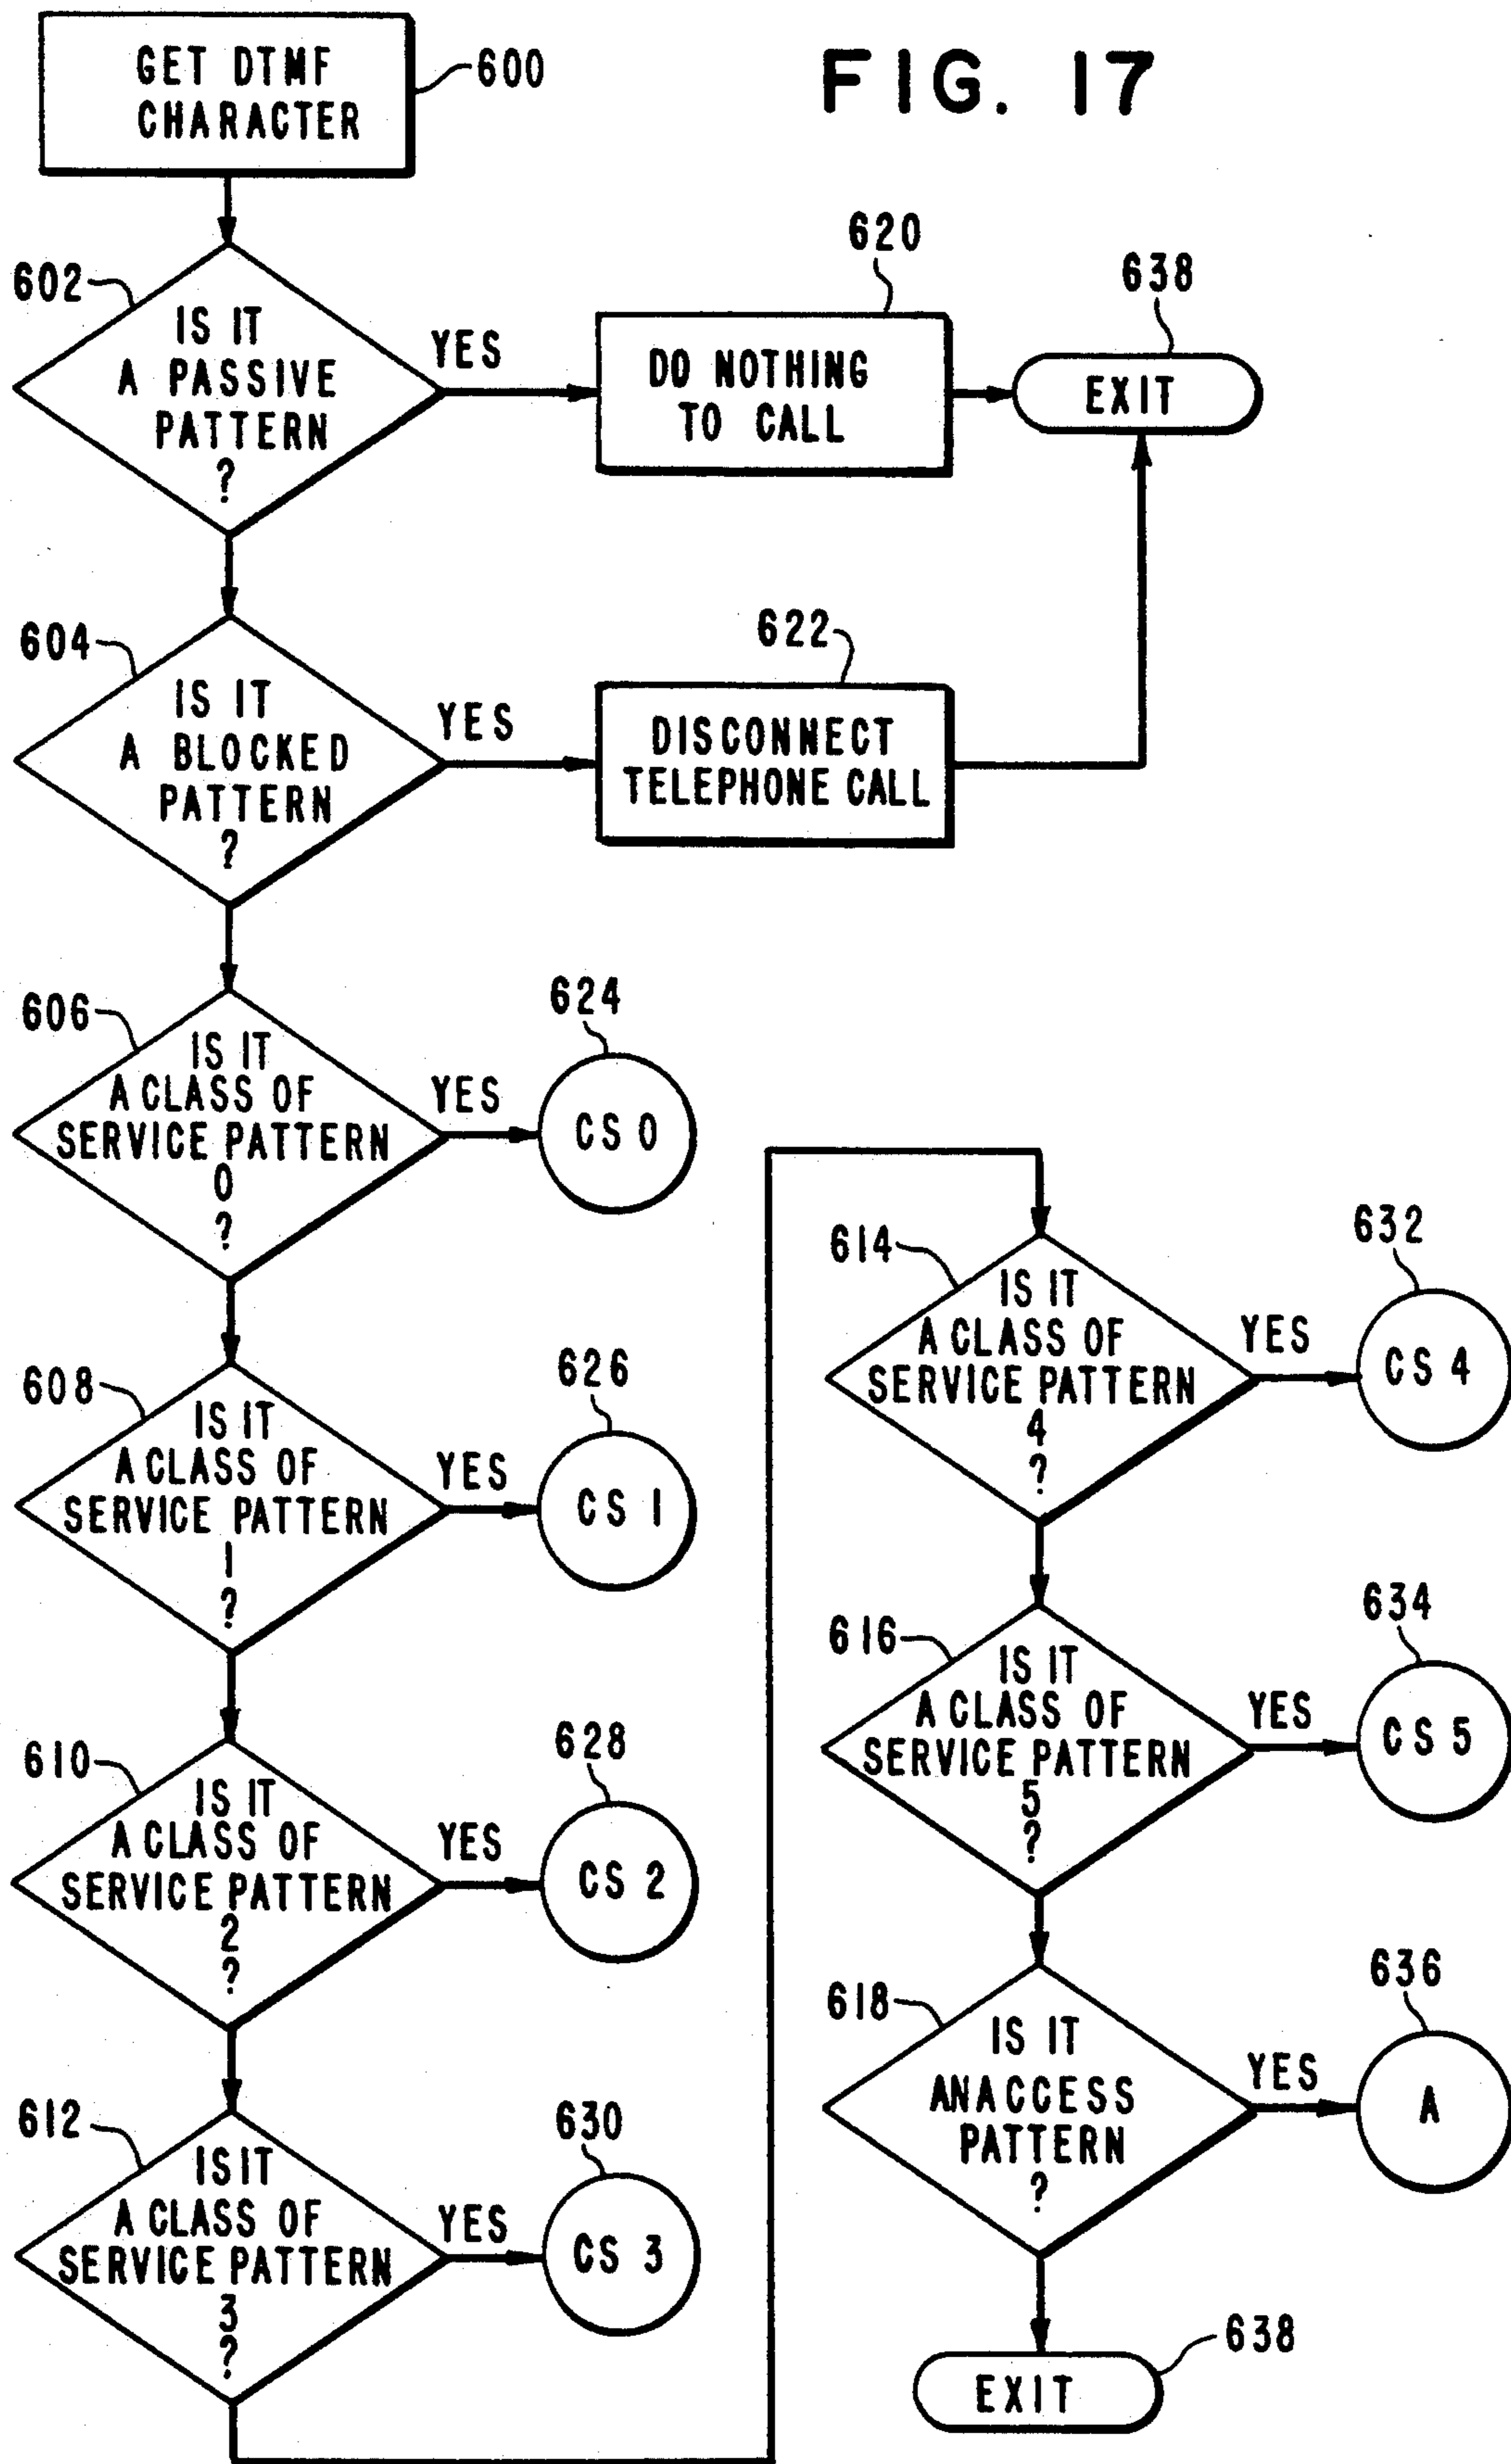 FIG. 17
GET DTMF
CHARACTER
600
602
IS IT
A PASSIVE
PATTERN
?
YES
620
DO NOTHING
TO CALL
638
EXIT
604
IS IT
A BLOCKED
PATTERN
?
YES
622
DISCONNECT
TELEPHONE CALL
606
IS IT
A CLASS OF
SERVICE PATTERN
0
?
YES
624
CS 0
608
IS IT
A CLASS OF
SERVICE PATTERN
1
?
YES
626
CS 1
610
IS IT
A CLASS OF
SERVICE PATTERN
2
?
YES
628
CS 2
612
IS IT
A CLASS OF
SERVICE PATTERN
3
?
YES
630
CS 3
614
IS IT
A CLASS OF
SERVICE PATTERN
4
?
YES
632
CS 4
616
IS IT
A CLASS OF
SERVICE PATTERN
5
?
YES
634
CS 5
618
IS IT
AN ACCESS
PATTERN
?
YES
636
A
EXIT
638